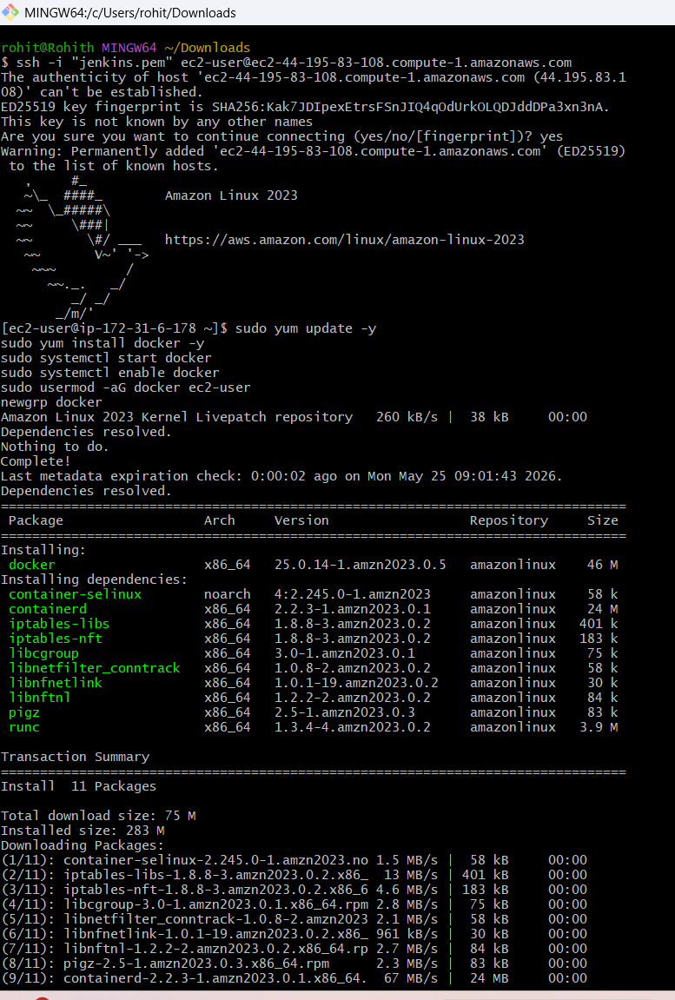 MINGW64:/c/Users/rohit/Downloads
rohit@Rohith MINGW64 ~/Downloads
$ ssh -i "jenkins.pem" ec2-user@ec2-44-195-83-108.compute-1.amazonaws.com
The authenticity of host 'ec2-44-195-83-108.compute-1.amazonaws.com (44.195.83.1
08)' can't be established.
ED25519 key fingerprint is SHA256:Kak7JDIpexEtrsFSnJIQ4qOdUrkOLQDJddDPa3xn3nA.
This key is not known by any other names
Are you sure you want to continue connecting (yes/no/[fingerprint])? yes
Warning: Permanently added 'ec2-44-195-83-108.compute-1.amazonaws.com' (ED25519)
 to the list of known hosts.
   ,     #_
   ~\_  ####_        Amazon Linux 2023
  ~~  \_#####\
  ~~     \###|
  ~~       \#/ ___   https://aws.amazon.com/linux/amazon-linux-2023
   ~~       V~' '->
    ~~~         /
      ~~._.   _/
         _/ _/
       _/m/'
[ec2-user@ip-172-31-6-178 ~]$ sudo yum update -y
sudo yum install docker -y
sudo systemctl start docker
sudo systemctl enable docker
sudo usermod -aG docker ec2-user
newgrp docker
Amazon Linux 2023 Kernel Livepatch repository   260 kB/s |  38 kB     00:00
Dependencies resolved.
Nothing to do.
Complete!
Last metadata expiration check: 0:00:02 ago on Mon May 25 09:01:43 2026.
Dependencies resolved.
================================================================================
 Package                  Arch     Version                  Repository     Size
================================================================================
Installing:
 docker                   x86_64   25.0.14-1.amzn2023.0.5   amazonlinux    46 M
Installing dependencies:
 container-selinux        noarch   4:2.245.0-1.amzn2023     amazonlinux    58 k
 containerd               x86_64   2.2.3-1.amzn2023.0.1     amazonlinux    24 M
 iptables-libs            x86_64   1.8.8-3.amzn2023.0.2     amazonlinux   401 k
 iptables-nft             x86_64   1.8.8-3.amzn2023.0.2     amazonlinux   183 k
 libcgroup                x86_64   3.0-1.amzn2023.0.1       amazonlinux    75 k
 libnetfilter_conntrack   x86_64   1.0.8-2.amzn2023.0.2     amazonlinux    58 k
 libnfnetlink             x86_64   1.0.1-19.amzn2023.0.2    amazonlinux    30 k
 libnftnl                 x86_64   1.2.2-2.amzn2023.0.2     amazonlinux    84 k
 pigz                     x86_64   2.5-1.amzn2023.0.3       amazonlinux    83 k
 runc                     x86_64   1.3.4-4.amzn2023.0.2     amazonlinux   3.9 M
Transaction Summary
================================================================================
Install  11 Packages
Total download size: 75 M
Installed size: 283 M
Downloading Packages:
(1/11): container-selinux-2.245.0-1.amzn2023.no 1.5 MB/s |  58 kB     00:00
(2/11): iptables-libs-1.8.8-3.amzn2023.0.2.x86_  13 MB/s | 401 kB     00:00
(3/11): iptables-nft-1.8.8-3.amzn2023.0.2.x86_6 4.6 MB/s | 183 kB     00:00
(4/11): libcgroup-3.0-1.amzn2023.0.1.x86_64.rpm 2.8 MB/s |  75 kB     00:00
(5/11): libnetfilter_conntrack-1.0.8-2.amzn2023 2.1 MB/s |  58 kB     00:00
(6/11): libnfnetlink-1.0.1-19.amzn2023.0.2.x86_ 961 kB/s |  30 kB     00:00
(7/11): libnftnl-1.2.2-2.amzn2023.0.2.x86_64.rp 2.7 MB/s |  84 kB     00:00
(8/11): pigz-2.5-1.amzn2023.0.3.x86_64.rpm      2.3 MB/s |  83 kB     00:00
(9/11): containerd-2.2.3-1.amzn2023.0.1.x86_64.  67 MB/s |  24 MB     00:00